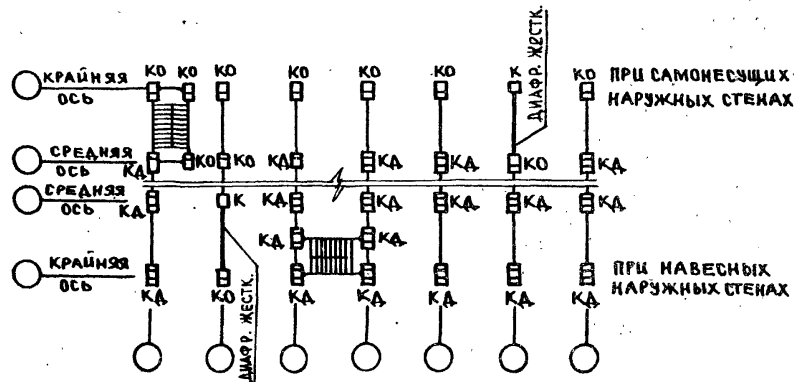 КО КО КО КО КО КО К КО
КРАЙНЯЯ
ОСЬ
ДИАФР. ЖЕСТК.
ПРИ САМОНЕСУЩИХ
НАРУЖНЫХ СТЕНАХ
СРЕДНЯЯ
ОСЬ
КД КО КО КД КД КД КО КД
СРЕДНЯЯ
ОСЬ
КД К КД КД КД КД КД
КД КД
КРАЙНЯЯ
ОСЬ
ПРИ НАВЕСНЫХ
НАРУЖНЫХ СТЕНАХ
КД КО КД КД КД КД КД
ДИАФР. ЖЕСТК.